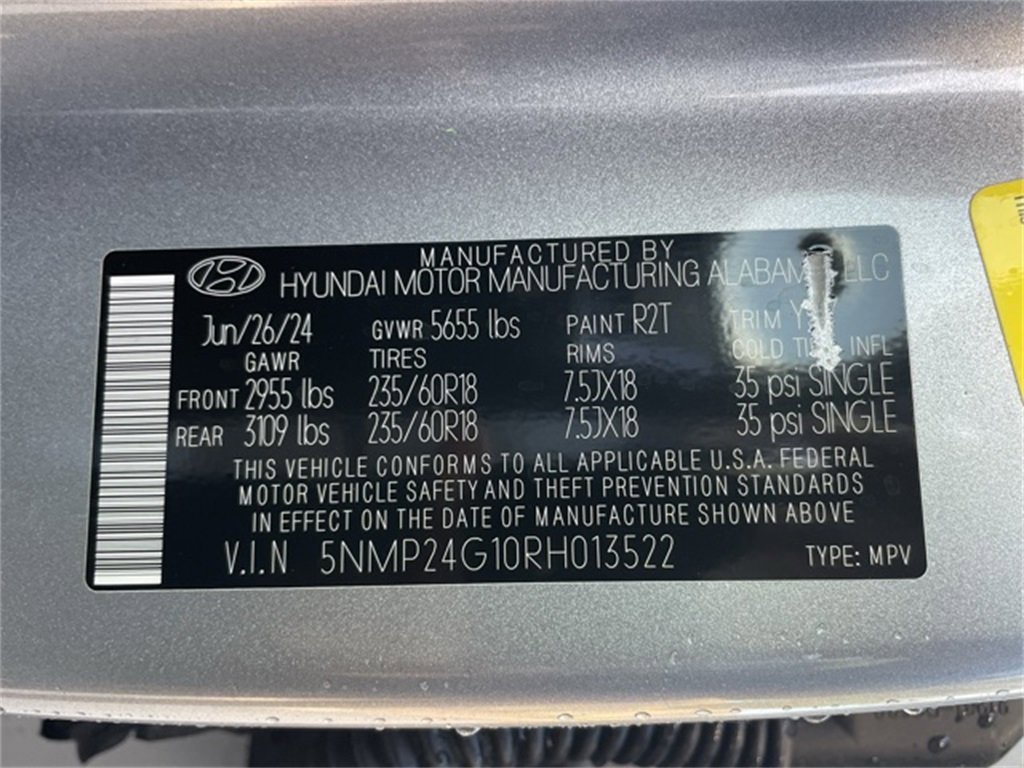 MANUFACTURED BY
HYUNDAI MOTOR MANUFACTURING ALABAMA LLC
Jun/26/24 GVWR 5655 lbs PAINT R2T TRIM
GAWR TIRES RIMS COLD TIRE INFL
FRONT 2955 lbs 235/60R18 7.5JX18 35 psi SINGLE
REAR 3109 lbs 235/60R18 7.5JX18 35 psi SINGLE
THIS VEHICLE CONFORMS TO ALL APPLICABLE U.S.A. FEDERAL
MOTOR VEHICLE SAFETY AND THEFT PREVENTION STANDARDS
IN EFFECT ON THE DATE OF MANUFACTURE SHOWN ABOVE
V.I.N 5NMP24G10RH013522 TYPE: MPV